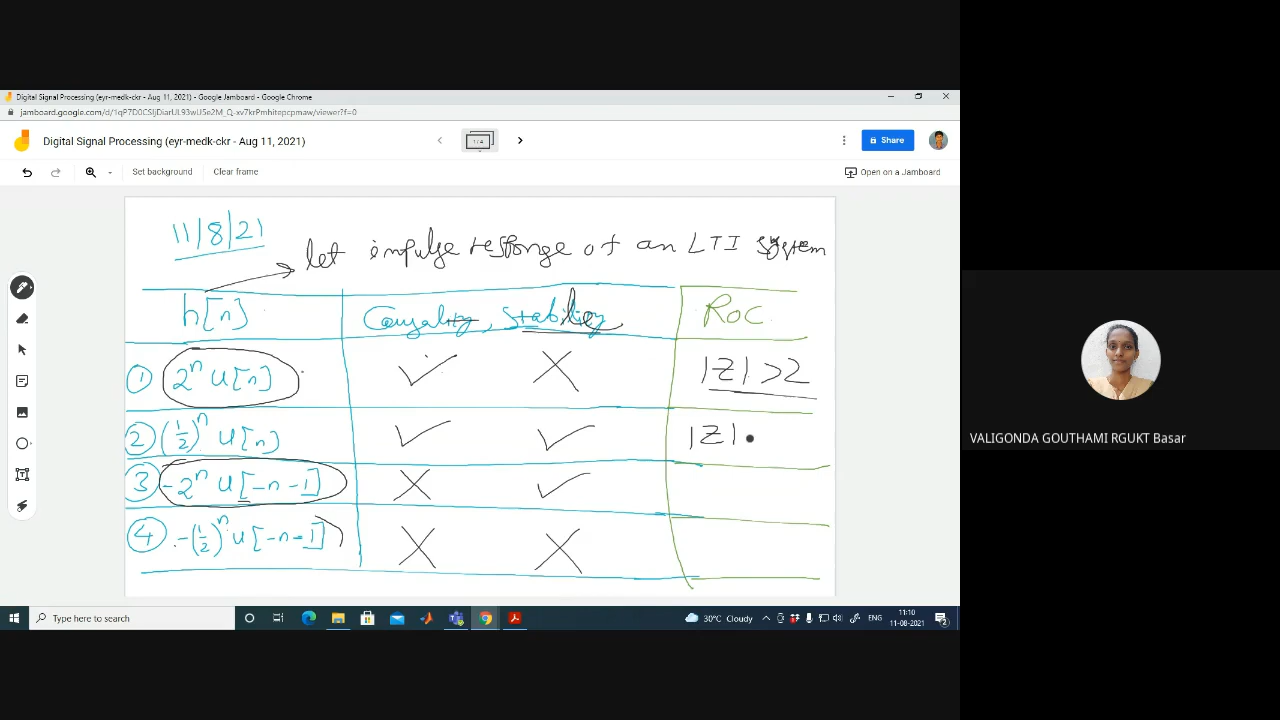 Digital Signal Processing (eyr-medk-ckr - Aug 11, 2021) - Google Jamboard - Google Chrome
Digital Signal Processing (eyr-medk-ckr - Aug 11, 2021)
1 / 4
Share
Set background
Clear frame
Open on a Jamboard
11/8/21
let impulse response of an LTI system
h[n]
Causality, Stability
ROC
① 2ⁿ u[n] ✓ X |z| > 2
② (1/2)ⁿ u[n] ✓ ✓ |z|
③ -2ⁿ u[-n-1] X ✓
④ -(1/2)ⁿ u[-n-1] X X
VALIGONDA GOUTHAMI RGUKT Basar
Type here to search
30°C Cloudy
ENG
11:10
11-08-2021
2